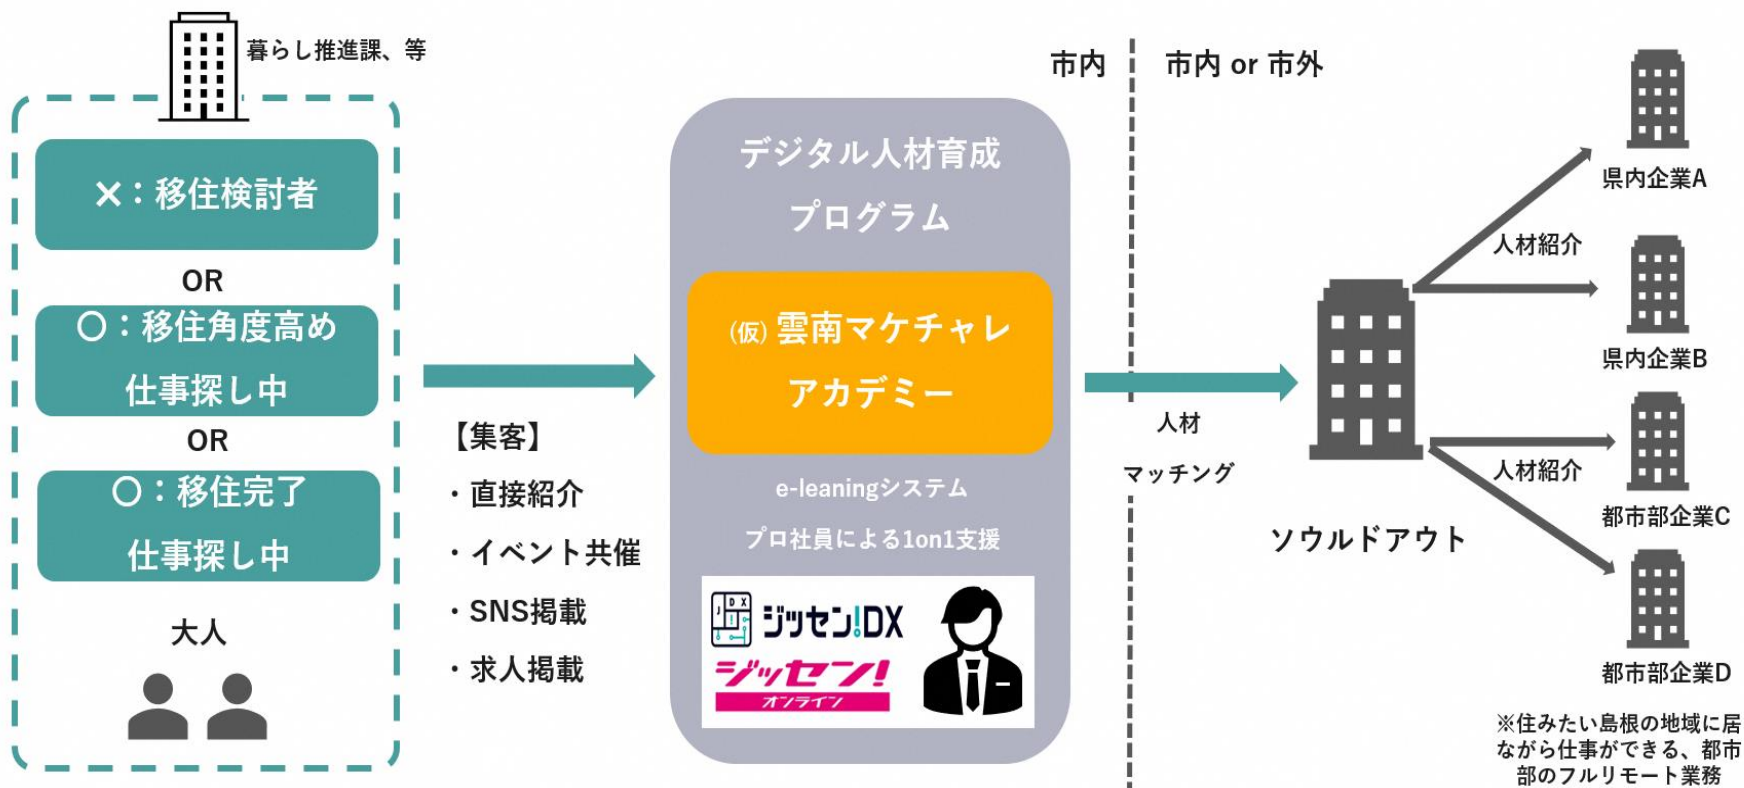 暮らし推進課、等
×：移住検討者
OR
〇：移住角度高め
仕事探し中
OR
〇：移住完了
仕事探し中
大人
【集客】
・直接紹介
・イベント共催
・SNS掲載
・求人掲載
デジタル人材育成
プログラム
(仮) 雲南マケチャレ
アカデミー
e-leaningシステム
プロ社員による1on1支援
J DX
ジッセン!DX
ジッセン!
オンライン
市内
市内 or 市外
人材
マッチング
ソウルドアウト
人材紹介
人材紹介
県内企業A
県内企業B
都市部企業C
都市部企業D
※住みたい島根の地域に居
ながら仕事ができる、都市
部のフルリモート業務